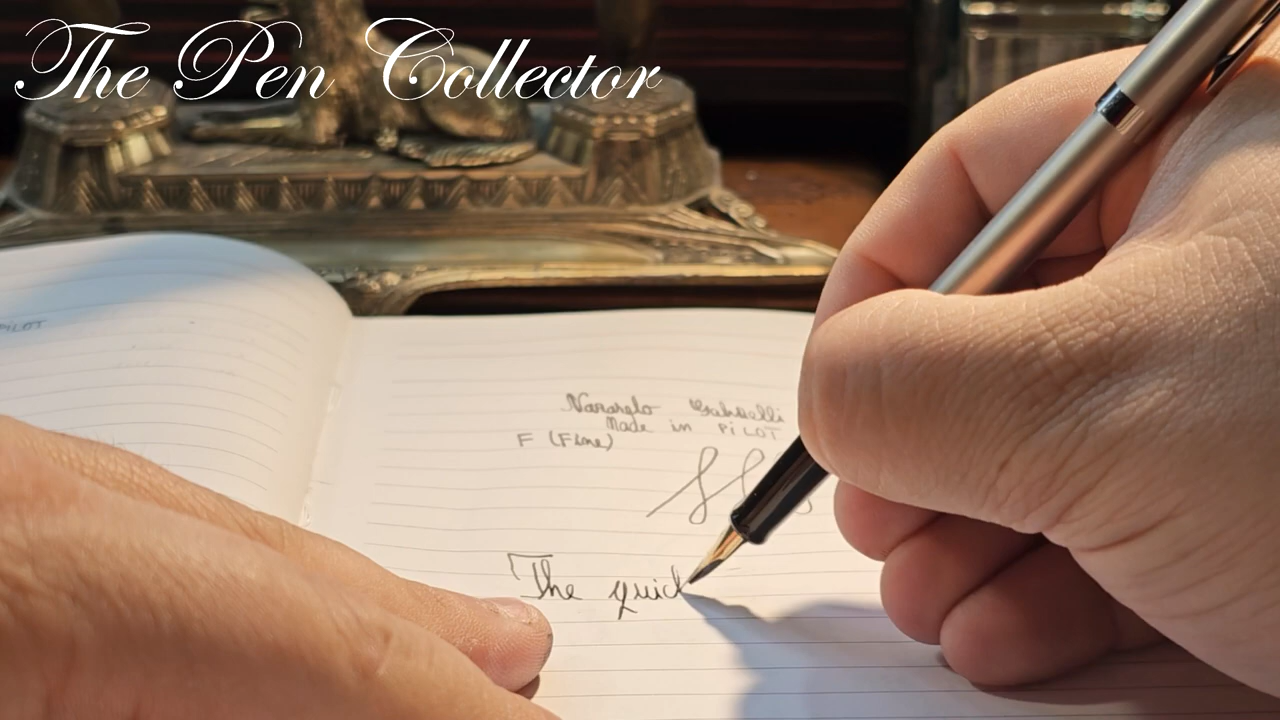 The Pen Collector
PiLOT
Made in PiLOT
F (Fine)
The quick